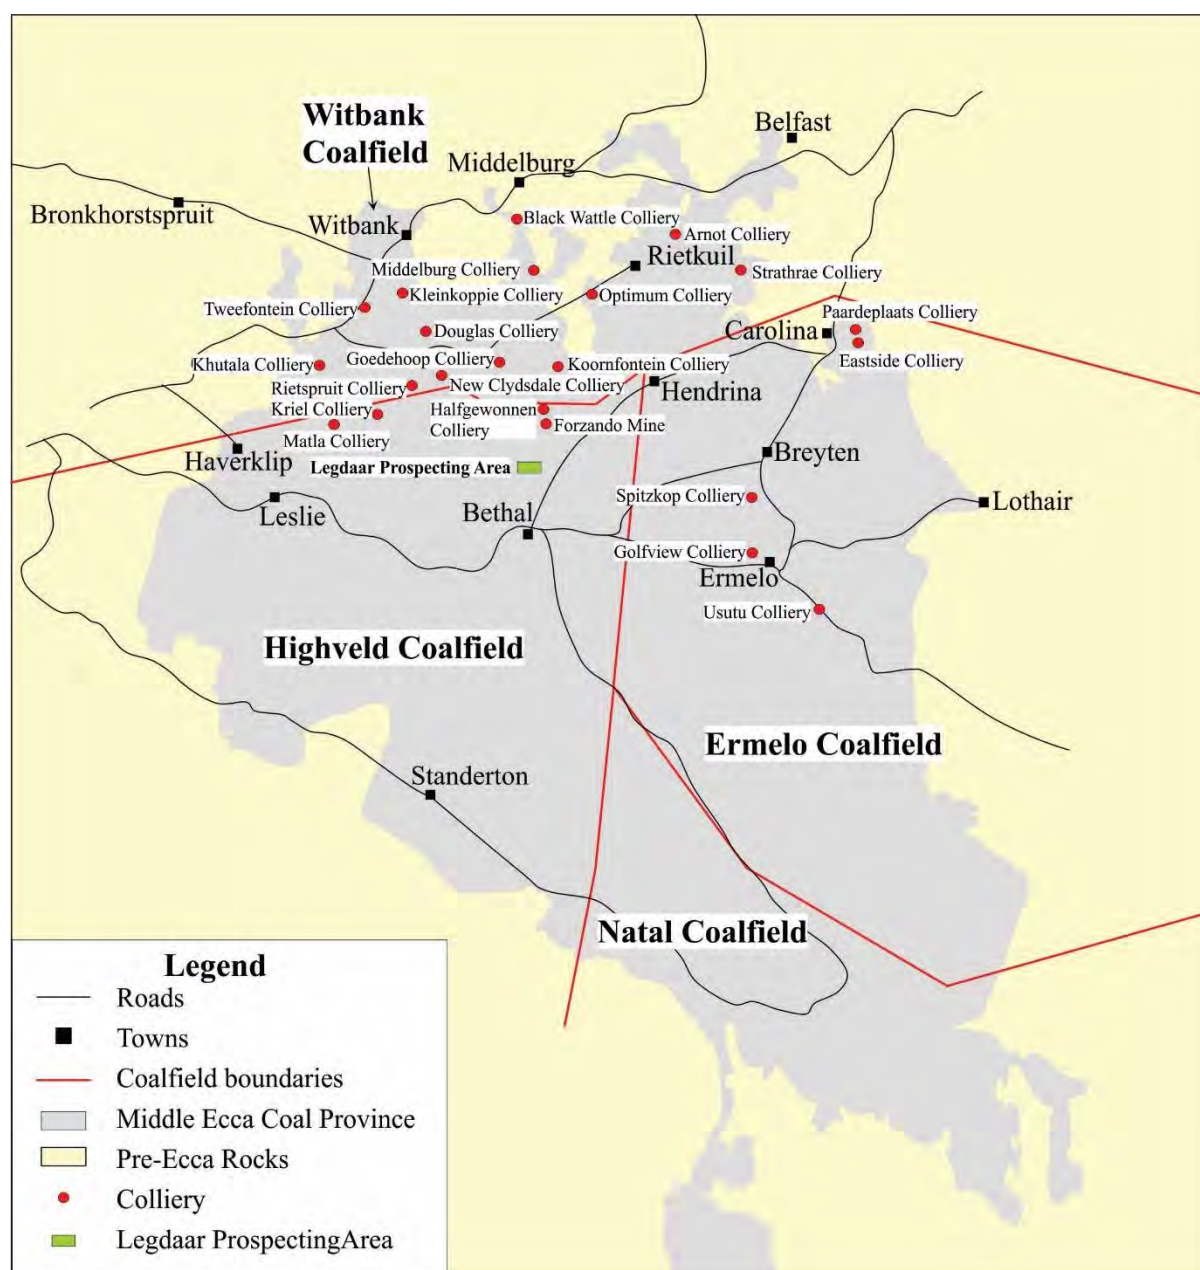 Witbank
Coalfield
Belfast
Middelburg
Bronkhorstspruit
Witbank
Black Wattle Colliery
Arnot Colliery
Rietkuil
Middelburg Colliery
Strathrae Colliery
Kleinkoppie Colliery
Optimum Colliery
Tweefontein Colliery
Paardeplaats Colliery
Douglas Colliery
Carolina
Eastside Colliery
Khutala Colliery
Goedehoop Colliery
Koornfontein Colliery
Rietspruit Colliery
New Clydsdale Colliery
Hendrina
Kriel Colliery
Halfgewonnen
Colliery
Forzando Mine
Matla Colliery
Haverklip
Legdaar Prospecting Area
Breyten
Leslie
Bethal
Spitzkop Colliery
Lothair
Golfview Colliery
Ermelo
Usutu Colliery
Highveld Coalfield
Ermelo Coalfield
Standerton
Natal Coalfield
Legend
Roads
Towns
Coalfield boundaries
Middle Ecca Coal Province
Pre-Ecca Rocks
Colliery
Legdaar ProspectingArea